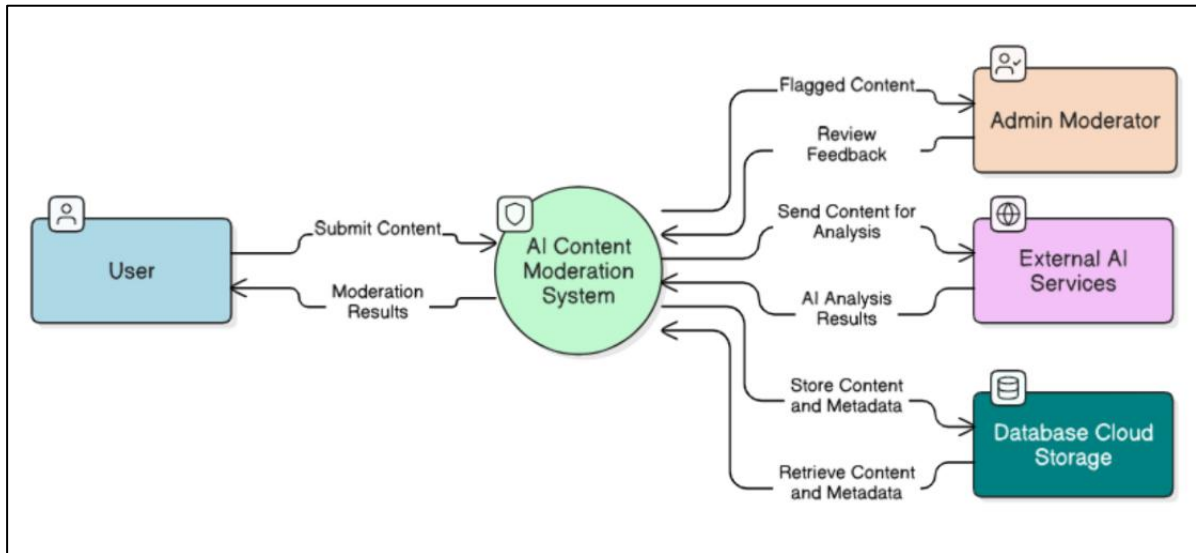 Flagged Content
Admin Moderator
Review
Feedback
User
Submit Content
Moderation
Results
AI Content
Moderation
System
Send Content for
Analysis
External AI
Services
AI Analysis
Results
Store Content
and Metadata
Database Cloud
Storage
Retrieve Content
and Metadata